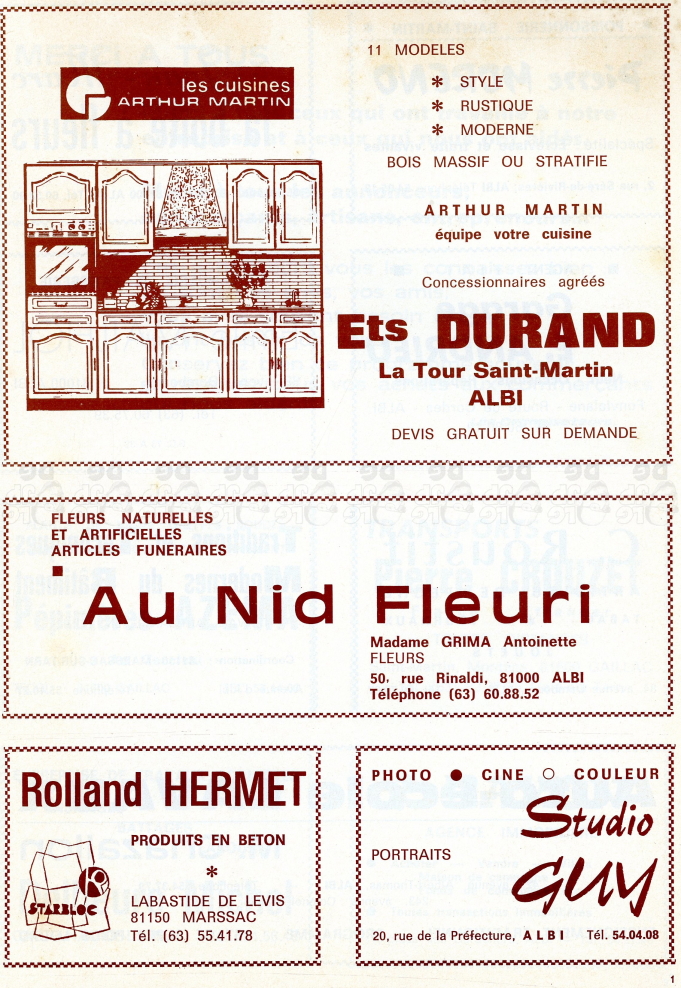 les cuisines
ARTHUR MARTIN
11 MODELES
* STYLE
* RUSTIQUE
* MODERNE
BOIS MASSIF OU STRATIFIE
ARTHUR MARTIN
équipe votre cuisine
Concessionnaires agréés
Ets DURAND
La Tour Saint-Martin
ALBI
DEVIS GRATUIT SUR DEMANDE
FLEURS NATURELLES
ET ARTIFICIELLES
ARTICLES FUNERAIRES
Au Nid Fleuri
Madame GRIMA Antoinette
FLEURS
50, rue Rinaldi, 81000 ALBI
Téléphone (63) 60.88.52
Rolland HERMET
PRODUITS EN BETON
*
STARBLOC
LABASTIDE DE LEVIS
81150 MARSSAC
Tél. (63) 55.41.78
PHOTO ● CINE ○ COULEUR
Studio
PORTRAITS
GUY
20, rue de la Préfecture, ALBI Tél. 54.04.08
1